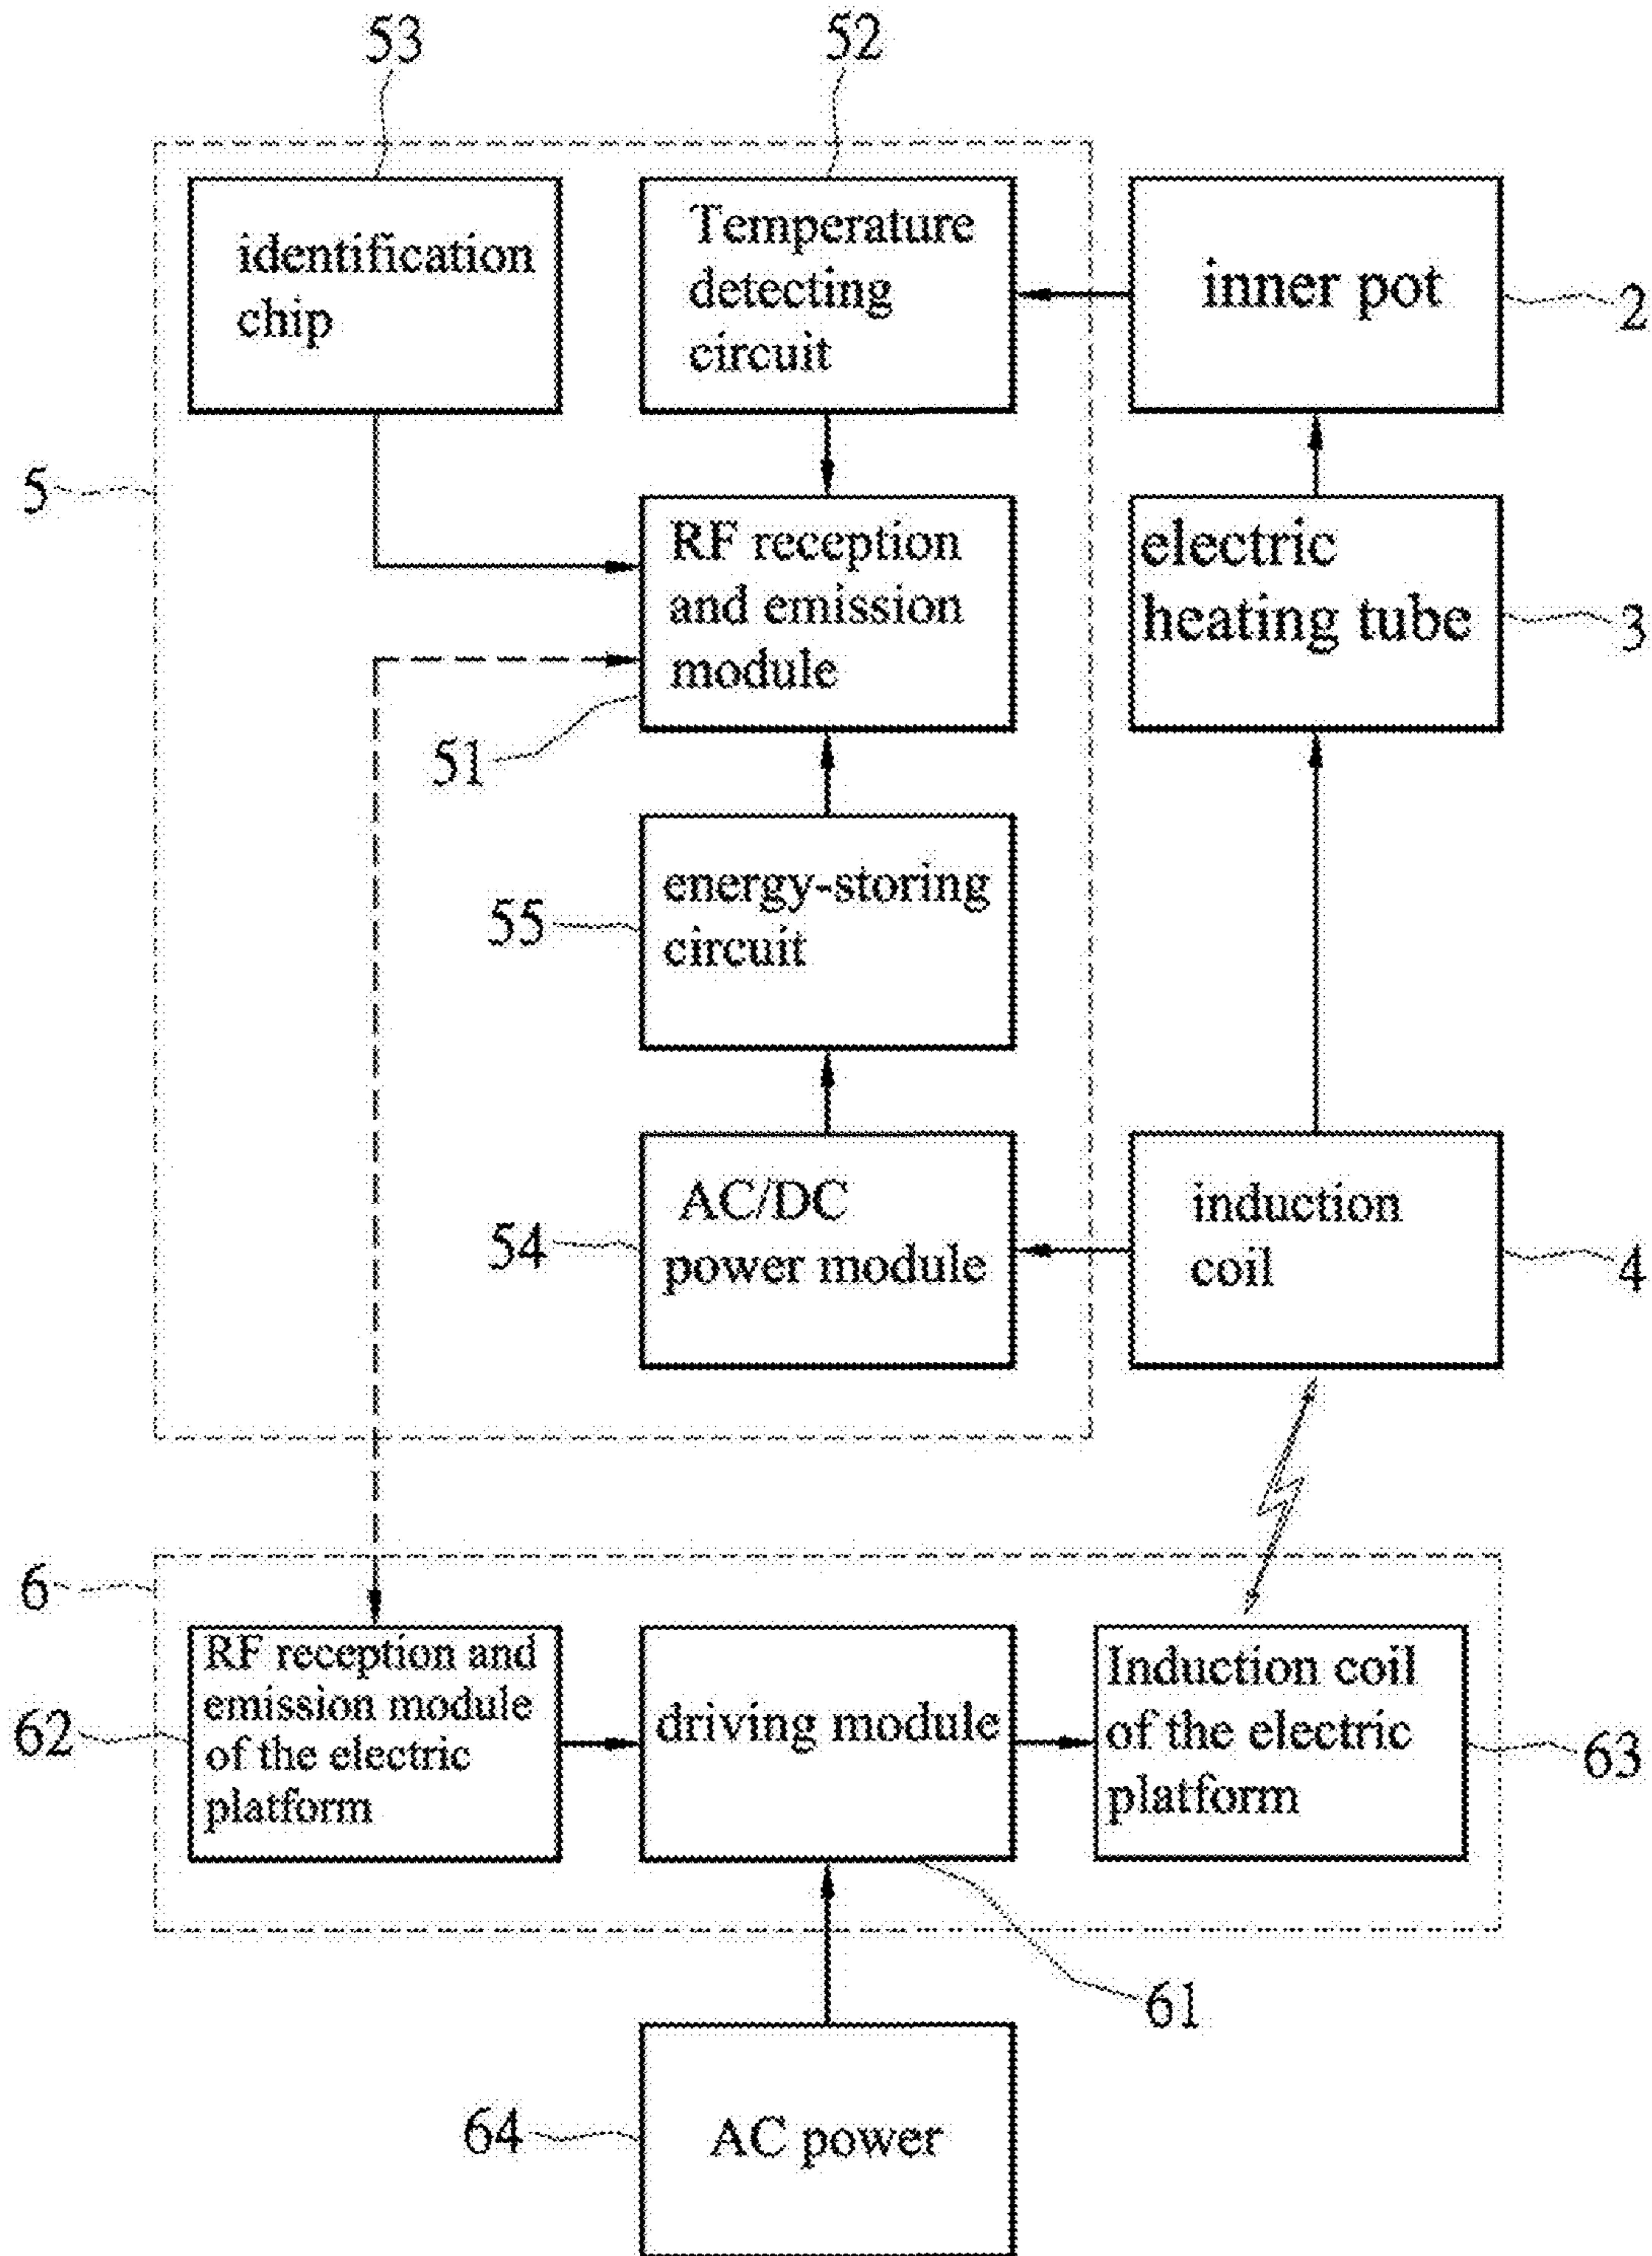 53
52
identification
chip
Temperature
detecting
circuit
inner pot
2
5
RF reception
and emission
module
electric
heating tube
3
51
energy-storing
circuit
55
AC/DC
power module
54
induction
coil
4
6
RF reception and
emission module
of the electric
platform
62
driving module
Induction coil
of the electric
platform
63
61
64
AC power